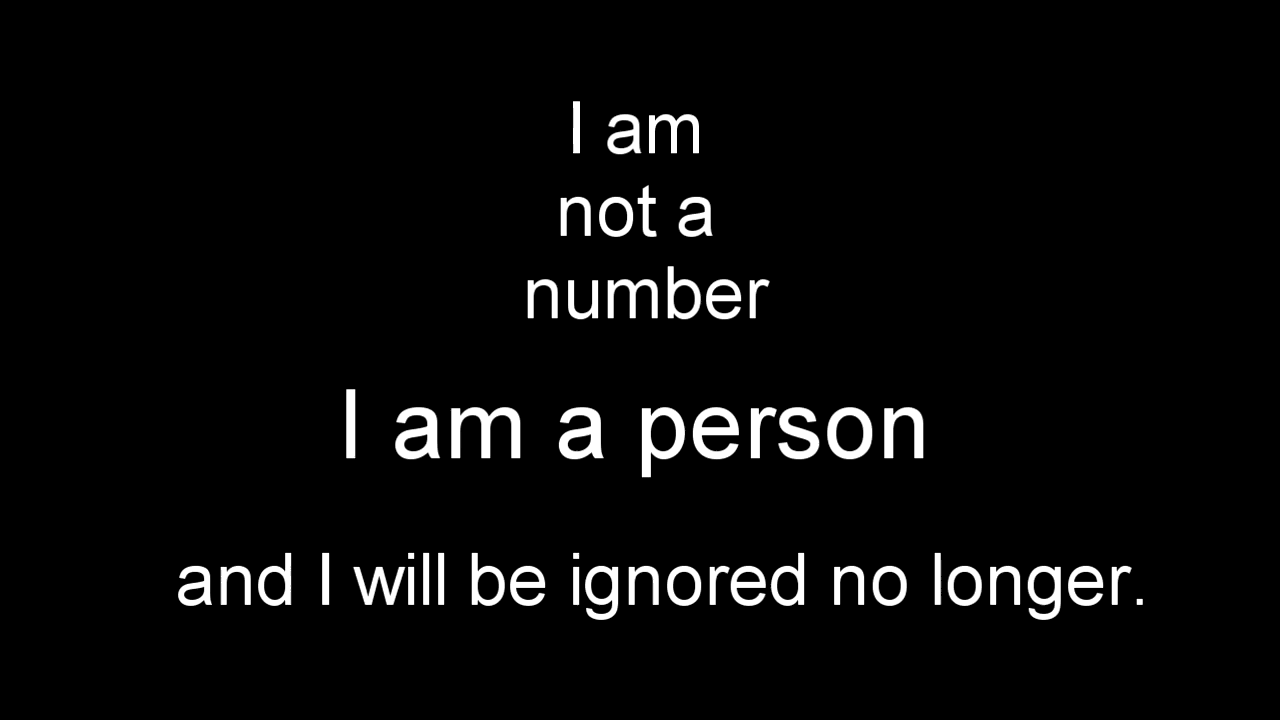 I am
not a
number
I am a person
and I will be ignored no longer.